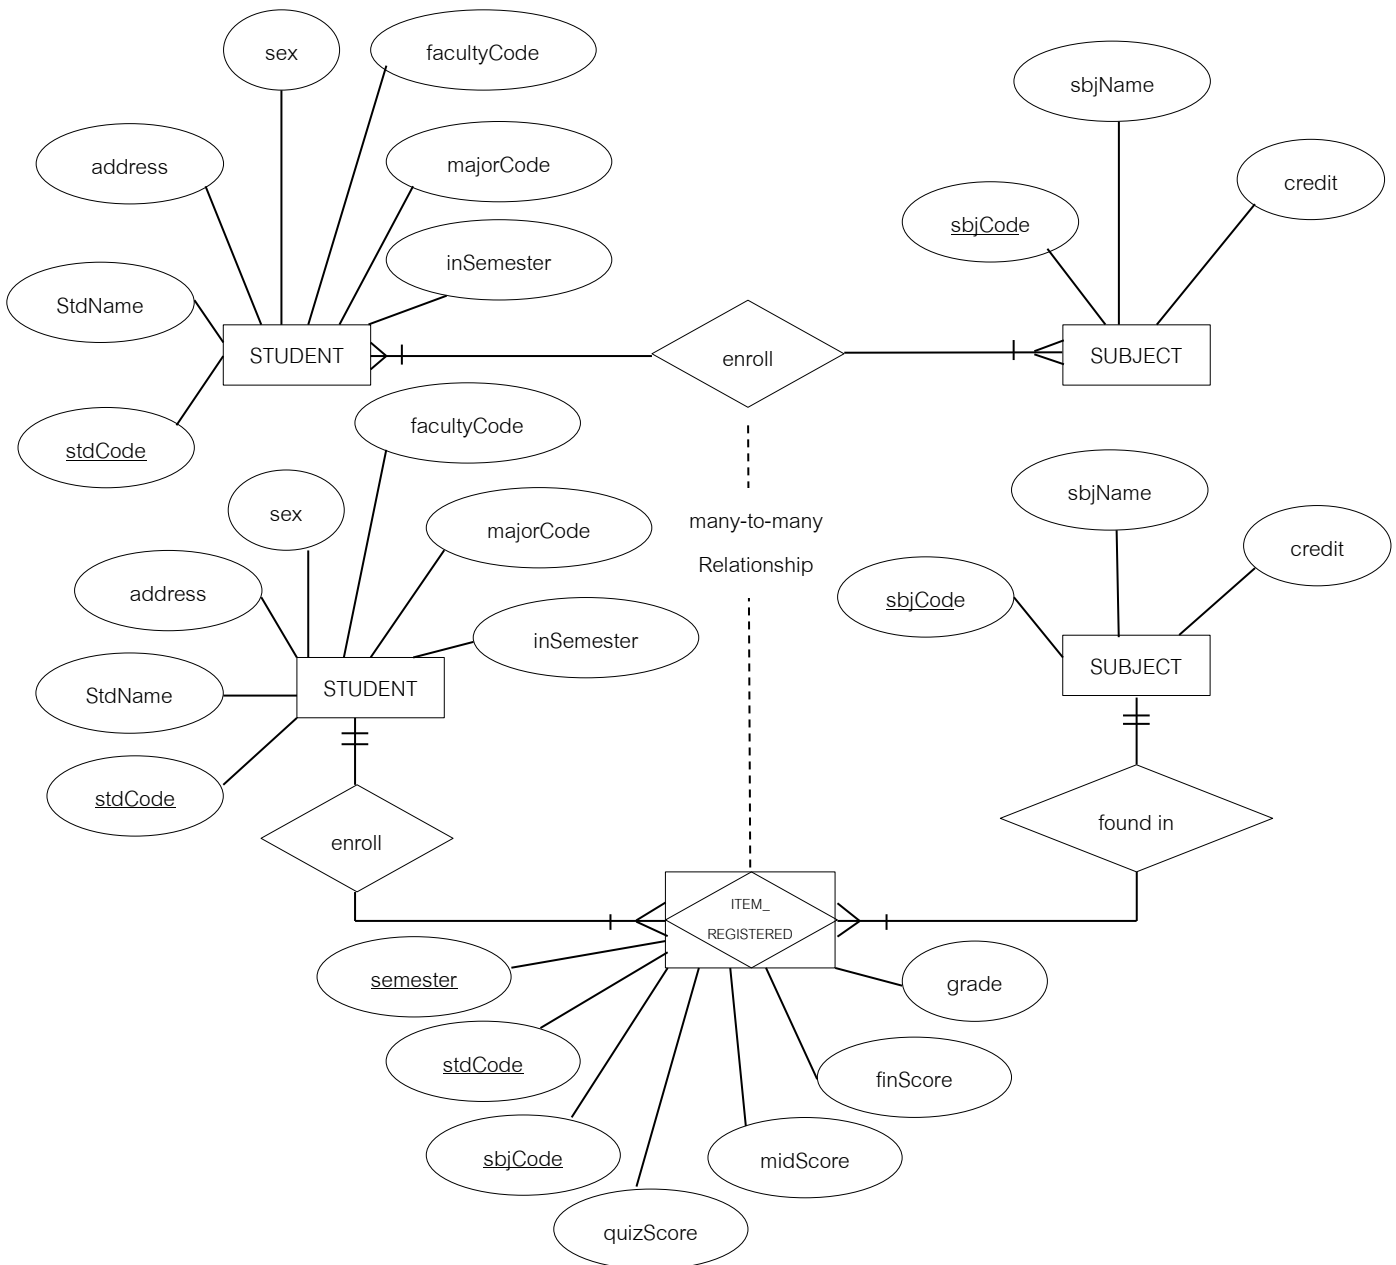 sex
facultyCode
sbjName
address
majorCode
credit
sbjCode
inSemester
StdName
STUDENT
enroll
SUBJECT
stdCode
facultyCode
sex
majorCode
many-to-many
Relationship
sbjName
credit
address
sbjCode
inSemester
StdName
STUDENT
SUBJECT
stdCode
enroll
found in
ITEM_
REGISTERED
semester
grade
stdCode
finScore
sbjCode
midScore
quizScore